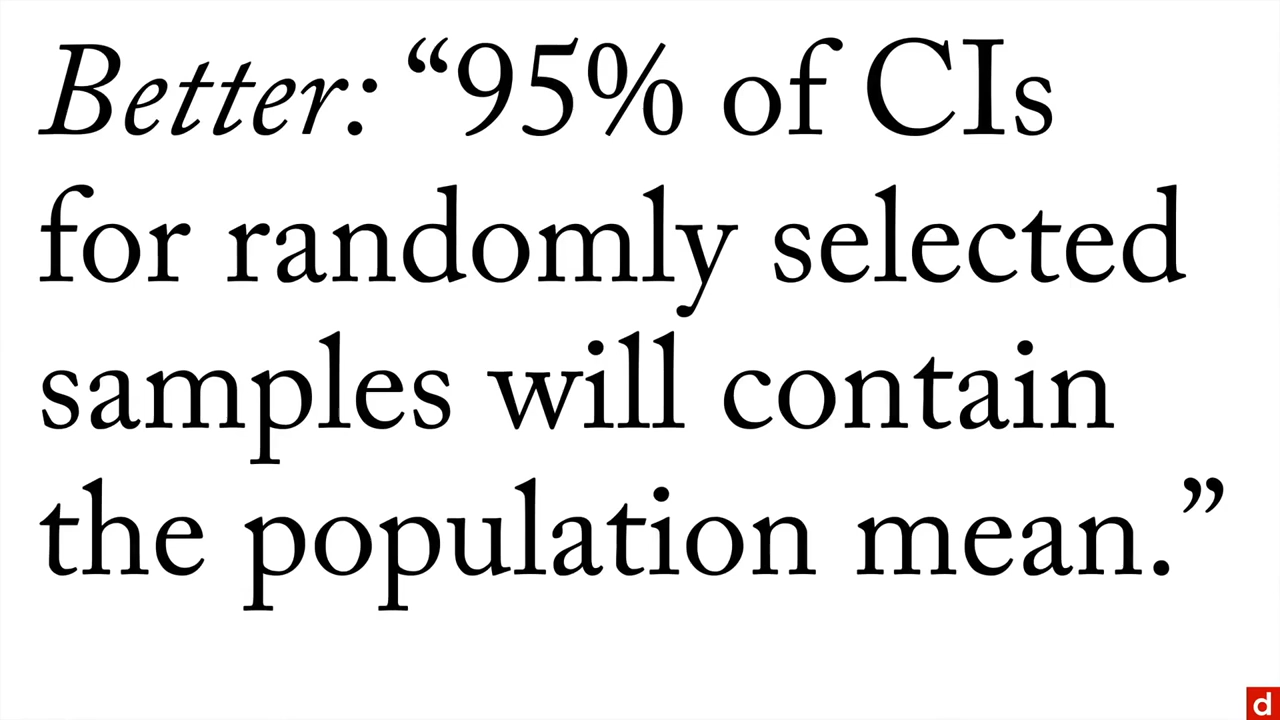 Better: “95% of CIs
for randomly selected
samples will contain
the population mean.”
d